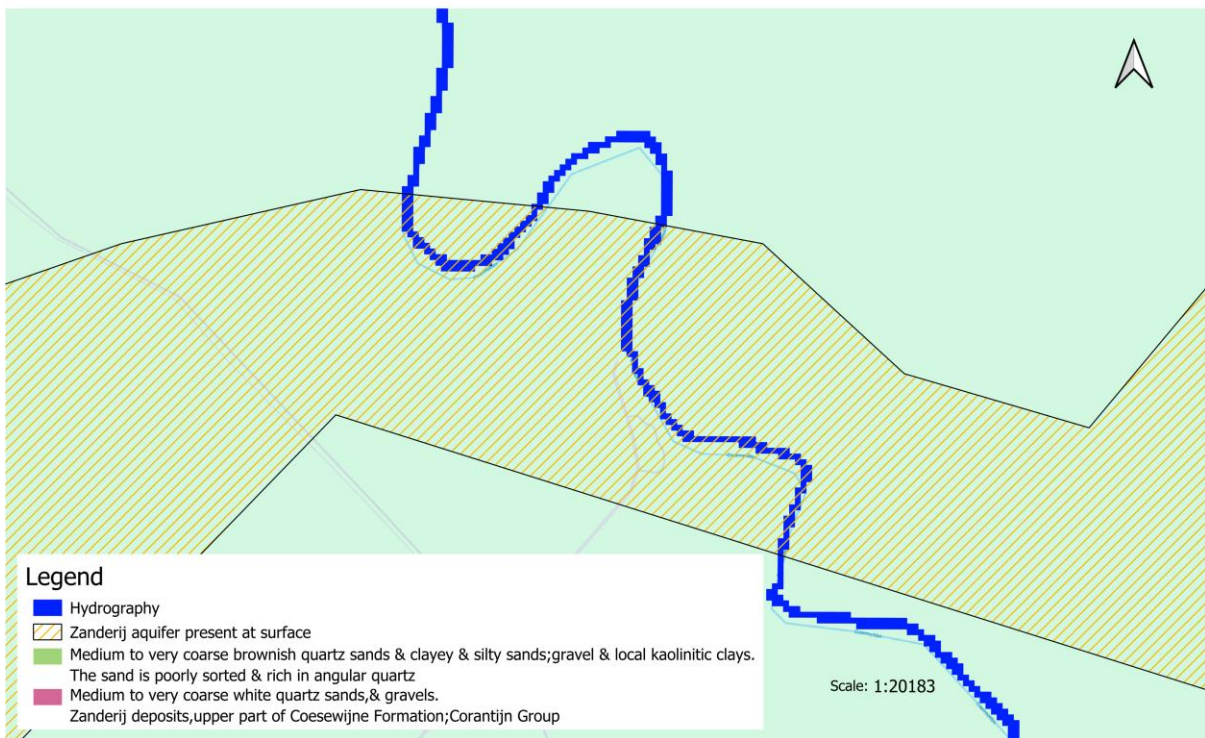 Legend
Hydrography
Zanderij aquifer present at surface
Medium to very coarse brownish quartz sands & clayey & silty sands;gravel & local kaolinitic clays.
The sand is poorly sorted & rich in angular quartz
Medium to very coarse white quartz sands,& gravels.
Zanderij deposits,upper part of Coesewijne Formation;Corantijn Group
Scale: 1:20183